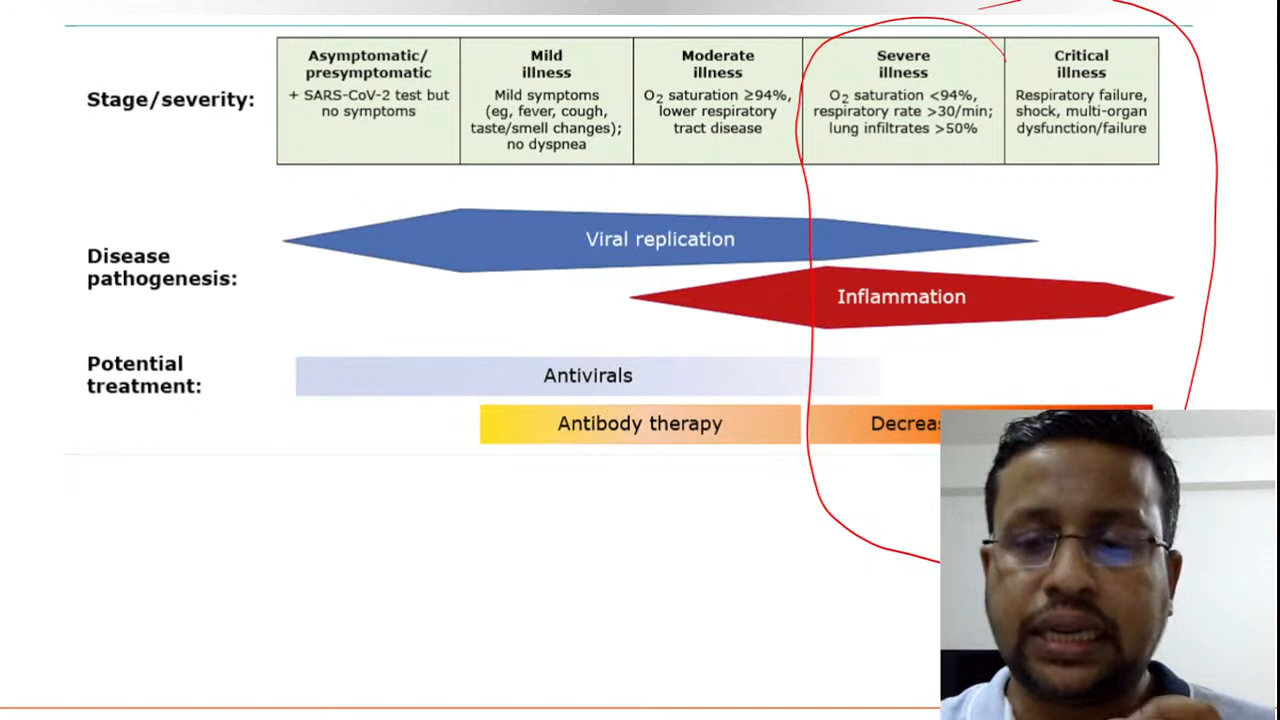 Stage/severity:
Asymptomatic/
presymptomatic
+ SARS-CoV-2 test but
no symptoms
Mild
illness
Mild symptoms
(eg, fever, cough,
taste/smell changes);
no dyspnea
Moderate
illness
O₂ saturation ≥94%,
lower respiratory
tract disease
Severe
illness
O₂ saturation <94%,
respiratory rate >30/min;
lung infiltrates >50%
Critical
illness
Respiratory failure,
shock, multi-organ
dysfunction/failure
Disease
pathogenesis:
Viral replication
Inflammation
Potential
treatment:
Antivirals
Antibody therapy